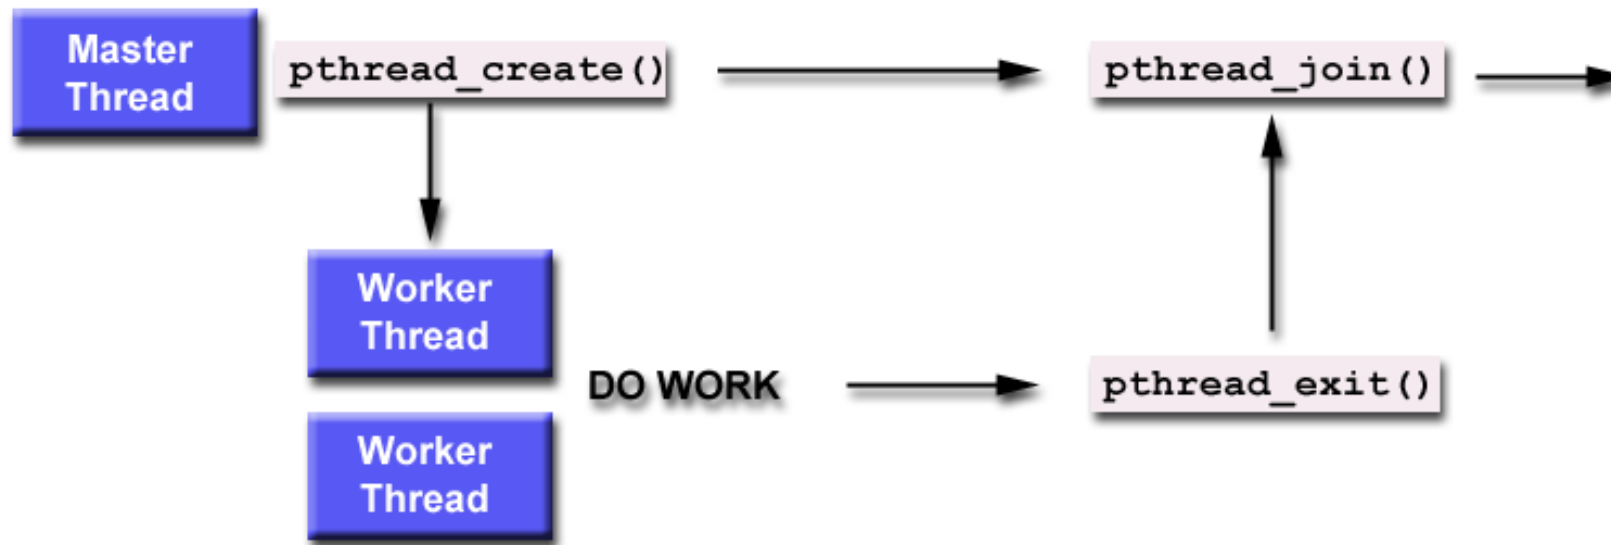 Master
Thread
pthread_create()
pthread_join()
Worker
Thread
DO WORK
pthread_exit()
Worker
Thread